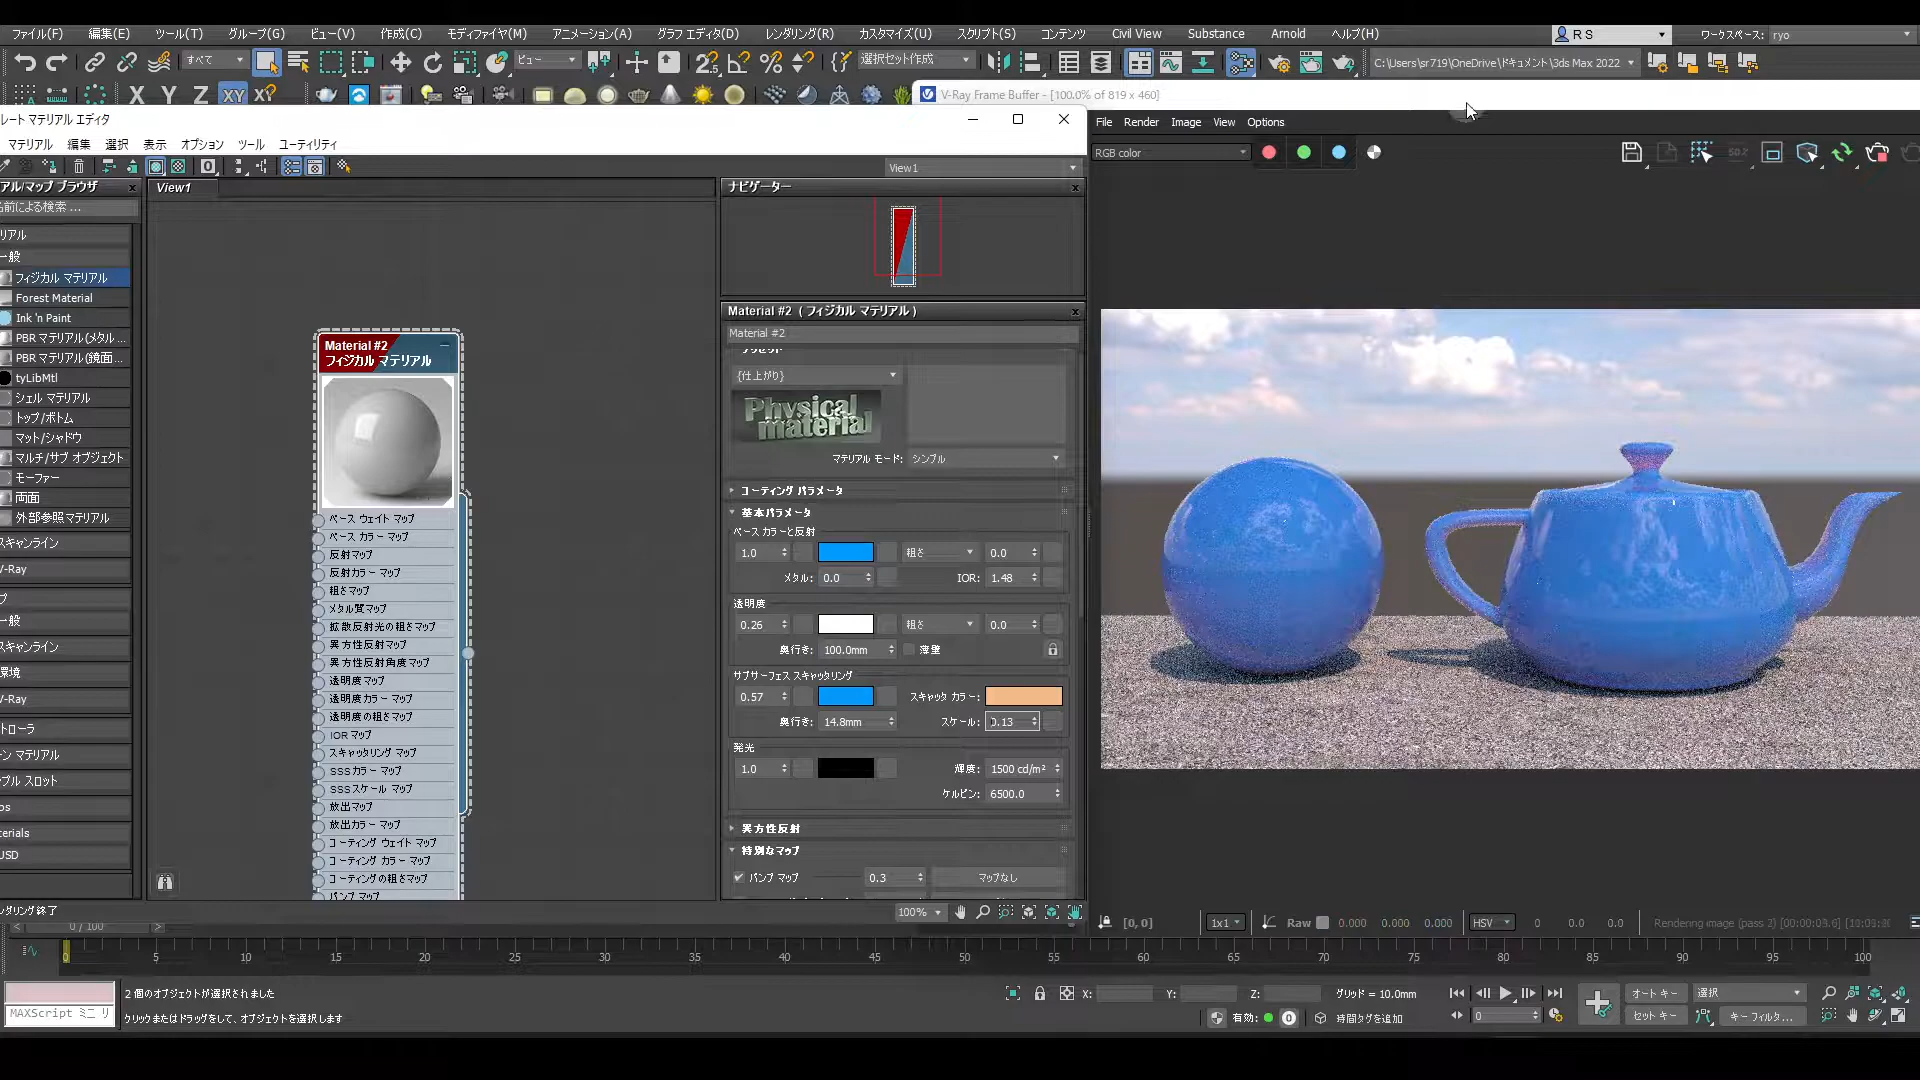 ファイル(F) 編集(E) ツール(T) グループ(G) ビュー(V) 作成(C) モディファイヤ(M) アニメーション(A) グラフ エディタ(D) レンダリング(R) カスタマイズ(U) スクリプト(S) コンテンツ Civil View Substance Arnold ヘルプ(H) R S ワークスペース: ryo
すべて ビュー 選択セット作成 C:\Users\sr719\OneDrive\ドキュメント\3ds Max 2022
X Y Z XY
V-Ray Frame Buffer - [100.0% of 819 x 460]
レート マテリアル エディタ
File Render Image View Options
マテリアル 編集 選択 表示 オプション ツール ユーティリティ
RGB color
View1
アル/マップ ブラウザ
View1
ナビゲーター
名前による検索 ...
リアル
一般
フィジカル マテリアル
Forest Material
Ink 'n Paint
PBR マテリアル(メタル ...
PBR マテリアル(鏡面...
tyLibMtl
シェル マテリアル
トップ/ボトム
マット/シャドウ
マルチ/サブ オブジェクト
モーファー
両面
外部参照マテリアル
スキャンライン
V-Ray
プ
一般
スキャンライン
環境
V-Ray
トローラ
ーン マテリアル
プル スロット
os
aterials
USD
Material #2
フィジカル マテリアル
ベース ウェイト マップ
ベース カラー マップ
反射マップ
反射カラー マップ
粗さマップ
メタル質マップ
拡散反射光の粗さマップ
異方性反射マップ
異方性反射角度マップ
透明度マップ
透明度カラー マップ
透明度の粗さマップ
IOR マップ
スキャッタリング マップ
SSSカラー マップ
SSSスケール マップ
放出マップ
放出カラー マップ
コーティング ウェイト マップ
コーティング カラー マップ
コーティングの粗さマップ
バンプ マップ
Material #2 ( フィジカル マテリアル )
Material #2
プリセット
(仕上がり)
Physical material
マテリアル モード: シンプル
コーティング パラメータ
基本パラメータ
ベース カラーと反射
1.0 粗さ 0.0
メタル: 0.0 IOR: 1.48
透明度
0.26 粗さ 0.0
奥行き: 100.0mm 薄壁
サブサーフェス スキャッタリング
0.57 スキャッタ カラー:
奥行き: 14.8mm スケール: 0.13
発光
1.0 輝度: 1500 cd/m²
ケルビン: 6500.0
異方性反射
特別なマップ
バンプ マップ 0.3 マップなし
100%
ンダリング終了
0 / 100
[0, 0] 1x1 Raw 0.000 0.000 0.000 HSV 0 0.0 0.0
0 5 10 15 20 25 30 35 40 45 50 55 60 65 70 75 80 85 90 95 100
2 個のオブジェクトが選択されました
X: Y: Z: グリッド = 10.0mm オート キー 選択
MAXScript ミニ リ
クリックまたはドラッグをして、オブジェクトを選択します
有効: 0 時間タグを追加 0 セット キー キー フィルタ...